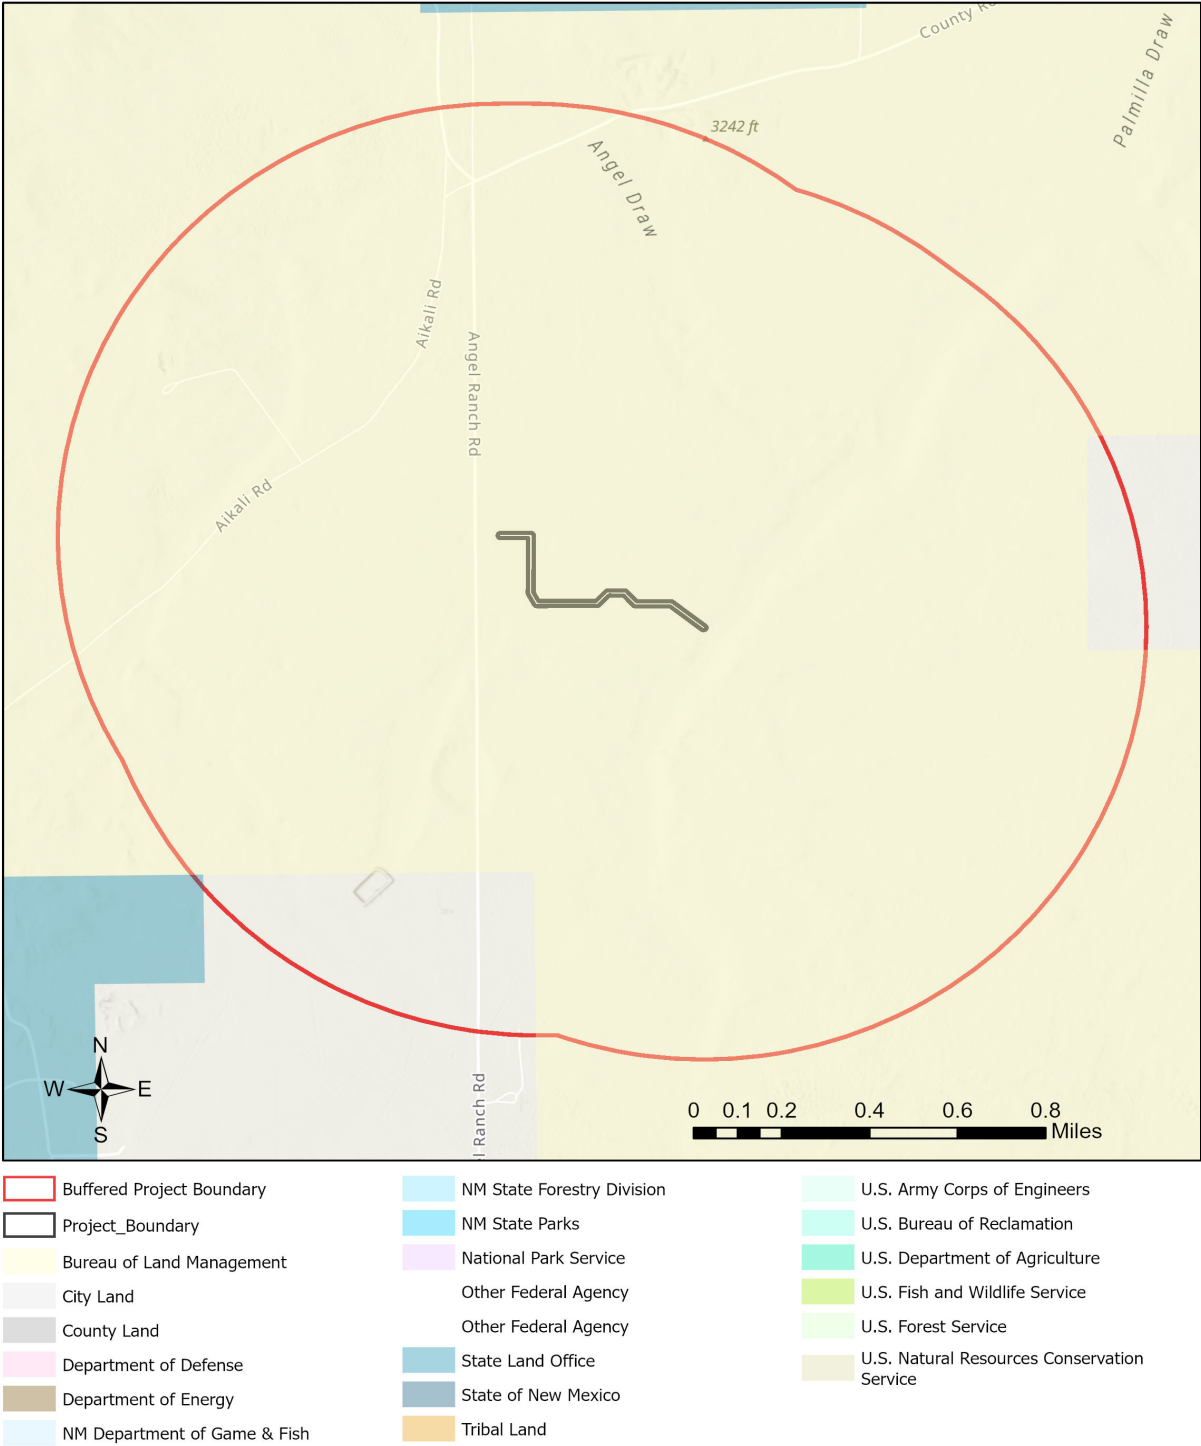 County Ro
Palmilla Draw
3242 ft
Angel Draw
Aikali Rd
Angel Ranch Rd
Aikali Rd
N
W E
S
l Ranch Rd
0 0.1 0.2 0.4 0.6 0.8
Miles
Buffered Project Boundary
Project_Boundary
Bureau of Land Management
City Land
County Land
Department of Defense
Department of Energy
NM Department of Game & Fish
NM State Forestry Division
NM State Parks
National Park Service
Other Federal Agency
Other Federal Agency
State Land Office
State of New Mexico
Tribal Land
U.S. Army Corps of Engineers
U.S. Bureau of Reclamation
U.S. Department of Agriculture
U.S. Fish and Wildlife Service
U.S. Forest Service
U.S. Natural Resources Conservation
Service